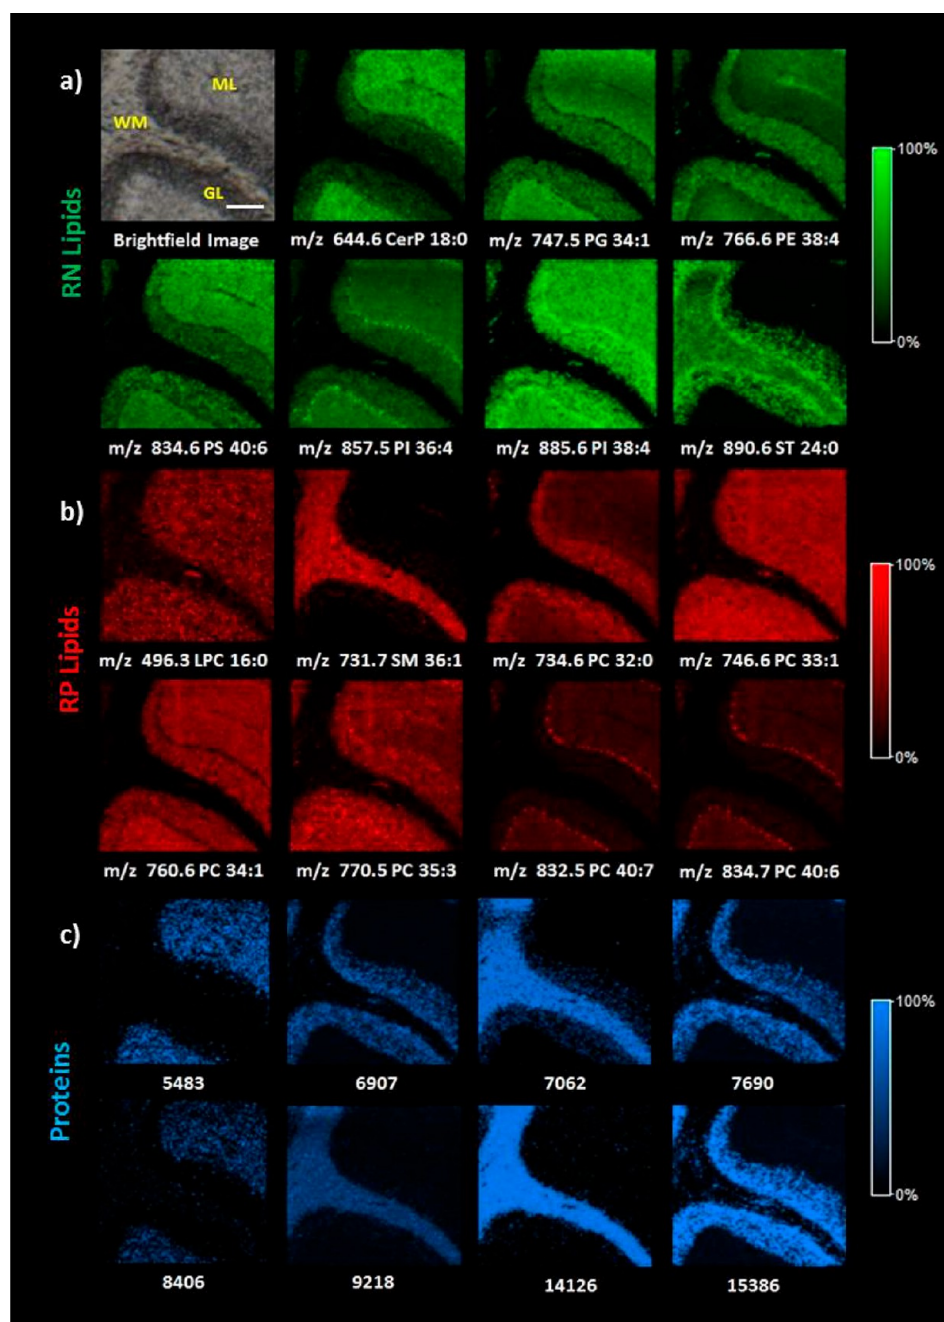 a)
RN Lipids
ML
WM
GL
Brightfield Image
m/z 644.6 CerP 18:0
m/z 747.5 PG 34:1
m/z 766.6 PE 38:4
100%
0%
m/z 834.6 PS 40:6
m/z 857.5 PI 36:4
m/z 885.6 PI 38:4
m/z 890.6 ST 24:0
b)
RP Lipids
m/z 496.3 LPC 16:0
m/z 731.7 SM 36:1
m/z 734.6 PC 32:0
m/z 746.6 PC 33:1
100%
0%
m/z 760.6 PC 34:1
m/z 770.5 PC 35:3
m/z 832.5 PC 40:7
m/z 834.7 PC 40:6
c)
Proteins
5483
6907
7062
7690
100%
0%
8406
9218
14126
15386